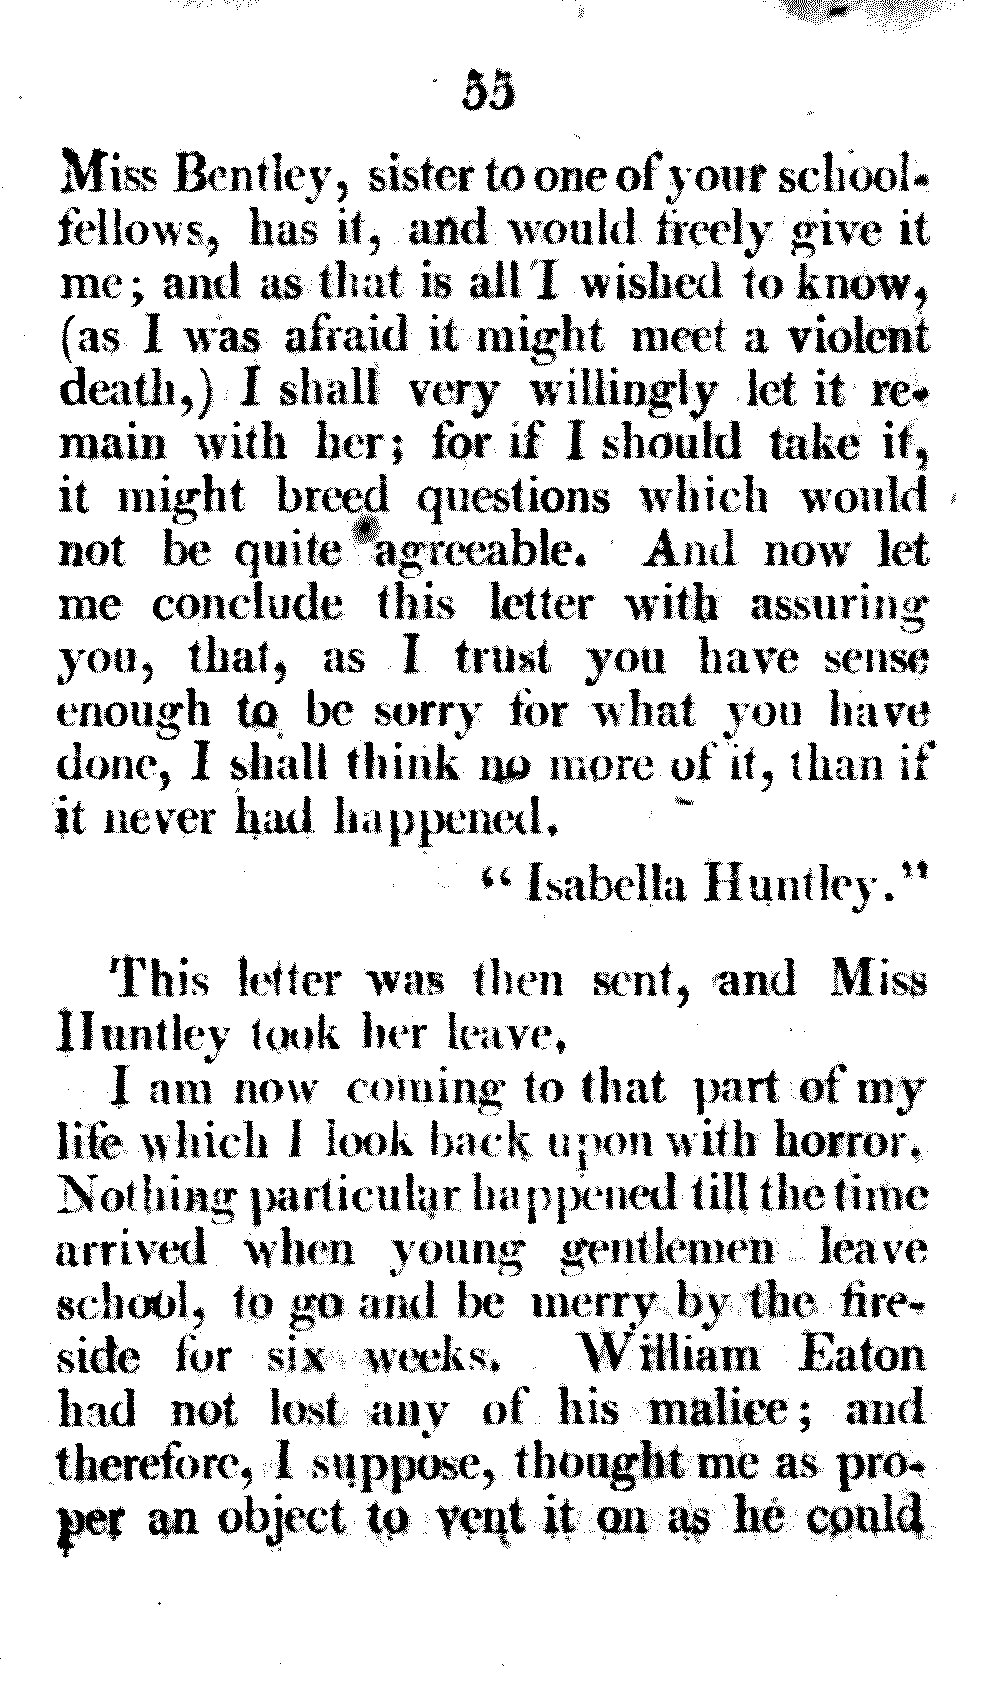 55
Miss Bentley, sister to one of your school-
fellows, has it, and would freely give it
me; and as that is all I wished to know,
(as I was afraid it might meet a violent
death,) I shall very willingly let it re-
main with her; for if I should take it,
it might breed questions which would
not be quite agreeable. And now let
me conclude this letter with assuring
you, that, as I trust you have sense
enough to be sorry for what you have
done, I shall think no more of it, than if
it never had happened.
“ Isabella Huntley.”
This letter was then sent, and Miss
Huntley took her leave.
I am now coming to that part of my
life which I look back upon with horror.
Nothing particular happened till the time
arrived when young gentlemen leave
school, to go and be merry by the fire-
side for six weeks. William Eaton
had not lost any of his malice; and
therefore, I suppose, thought me as pro-
per an object to vent it on as he could